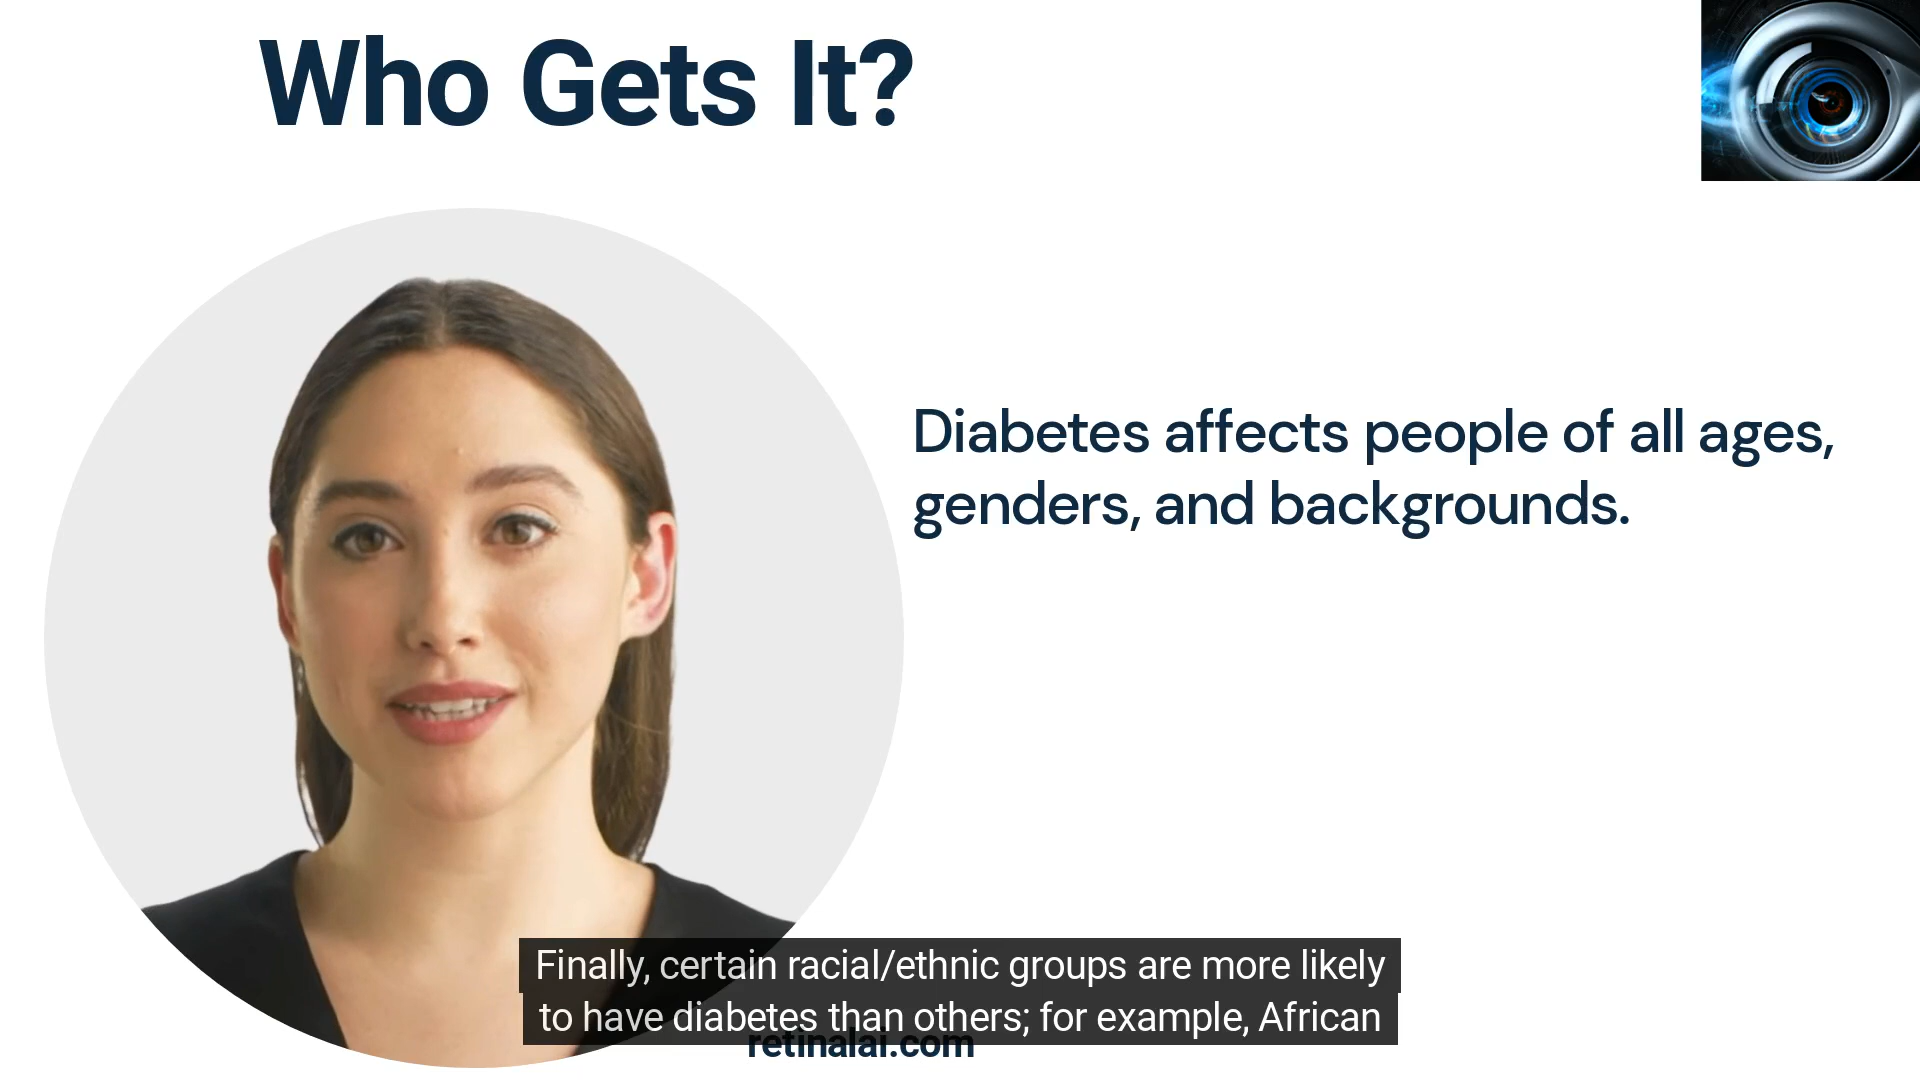 Who Gets It?
Diabetes affects people of all ages,
genders, and backgrounds.
Finally, certain racial/ethnic groups are more likely
to have diabetes than others; for example, African
retinalai.com